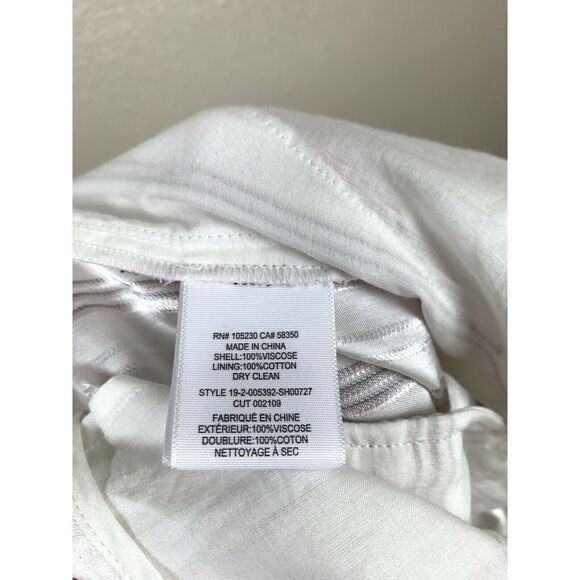 RN# 105230 CA# 58350
MADE IN CHINA
SHELL:100%VISCOSE
LINING:100%COTTON
DRY CLEAN
STYLE 19-2-005392-SH00727
CUT 002109
FABRIQUÉ EN CHINE
EXTÉRIEUR:100%VISCOSE
DOUBLURE:100%COTON
NETTOYAGE À SEC